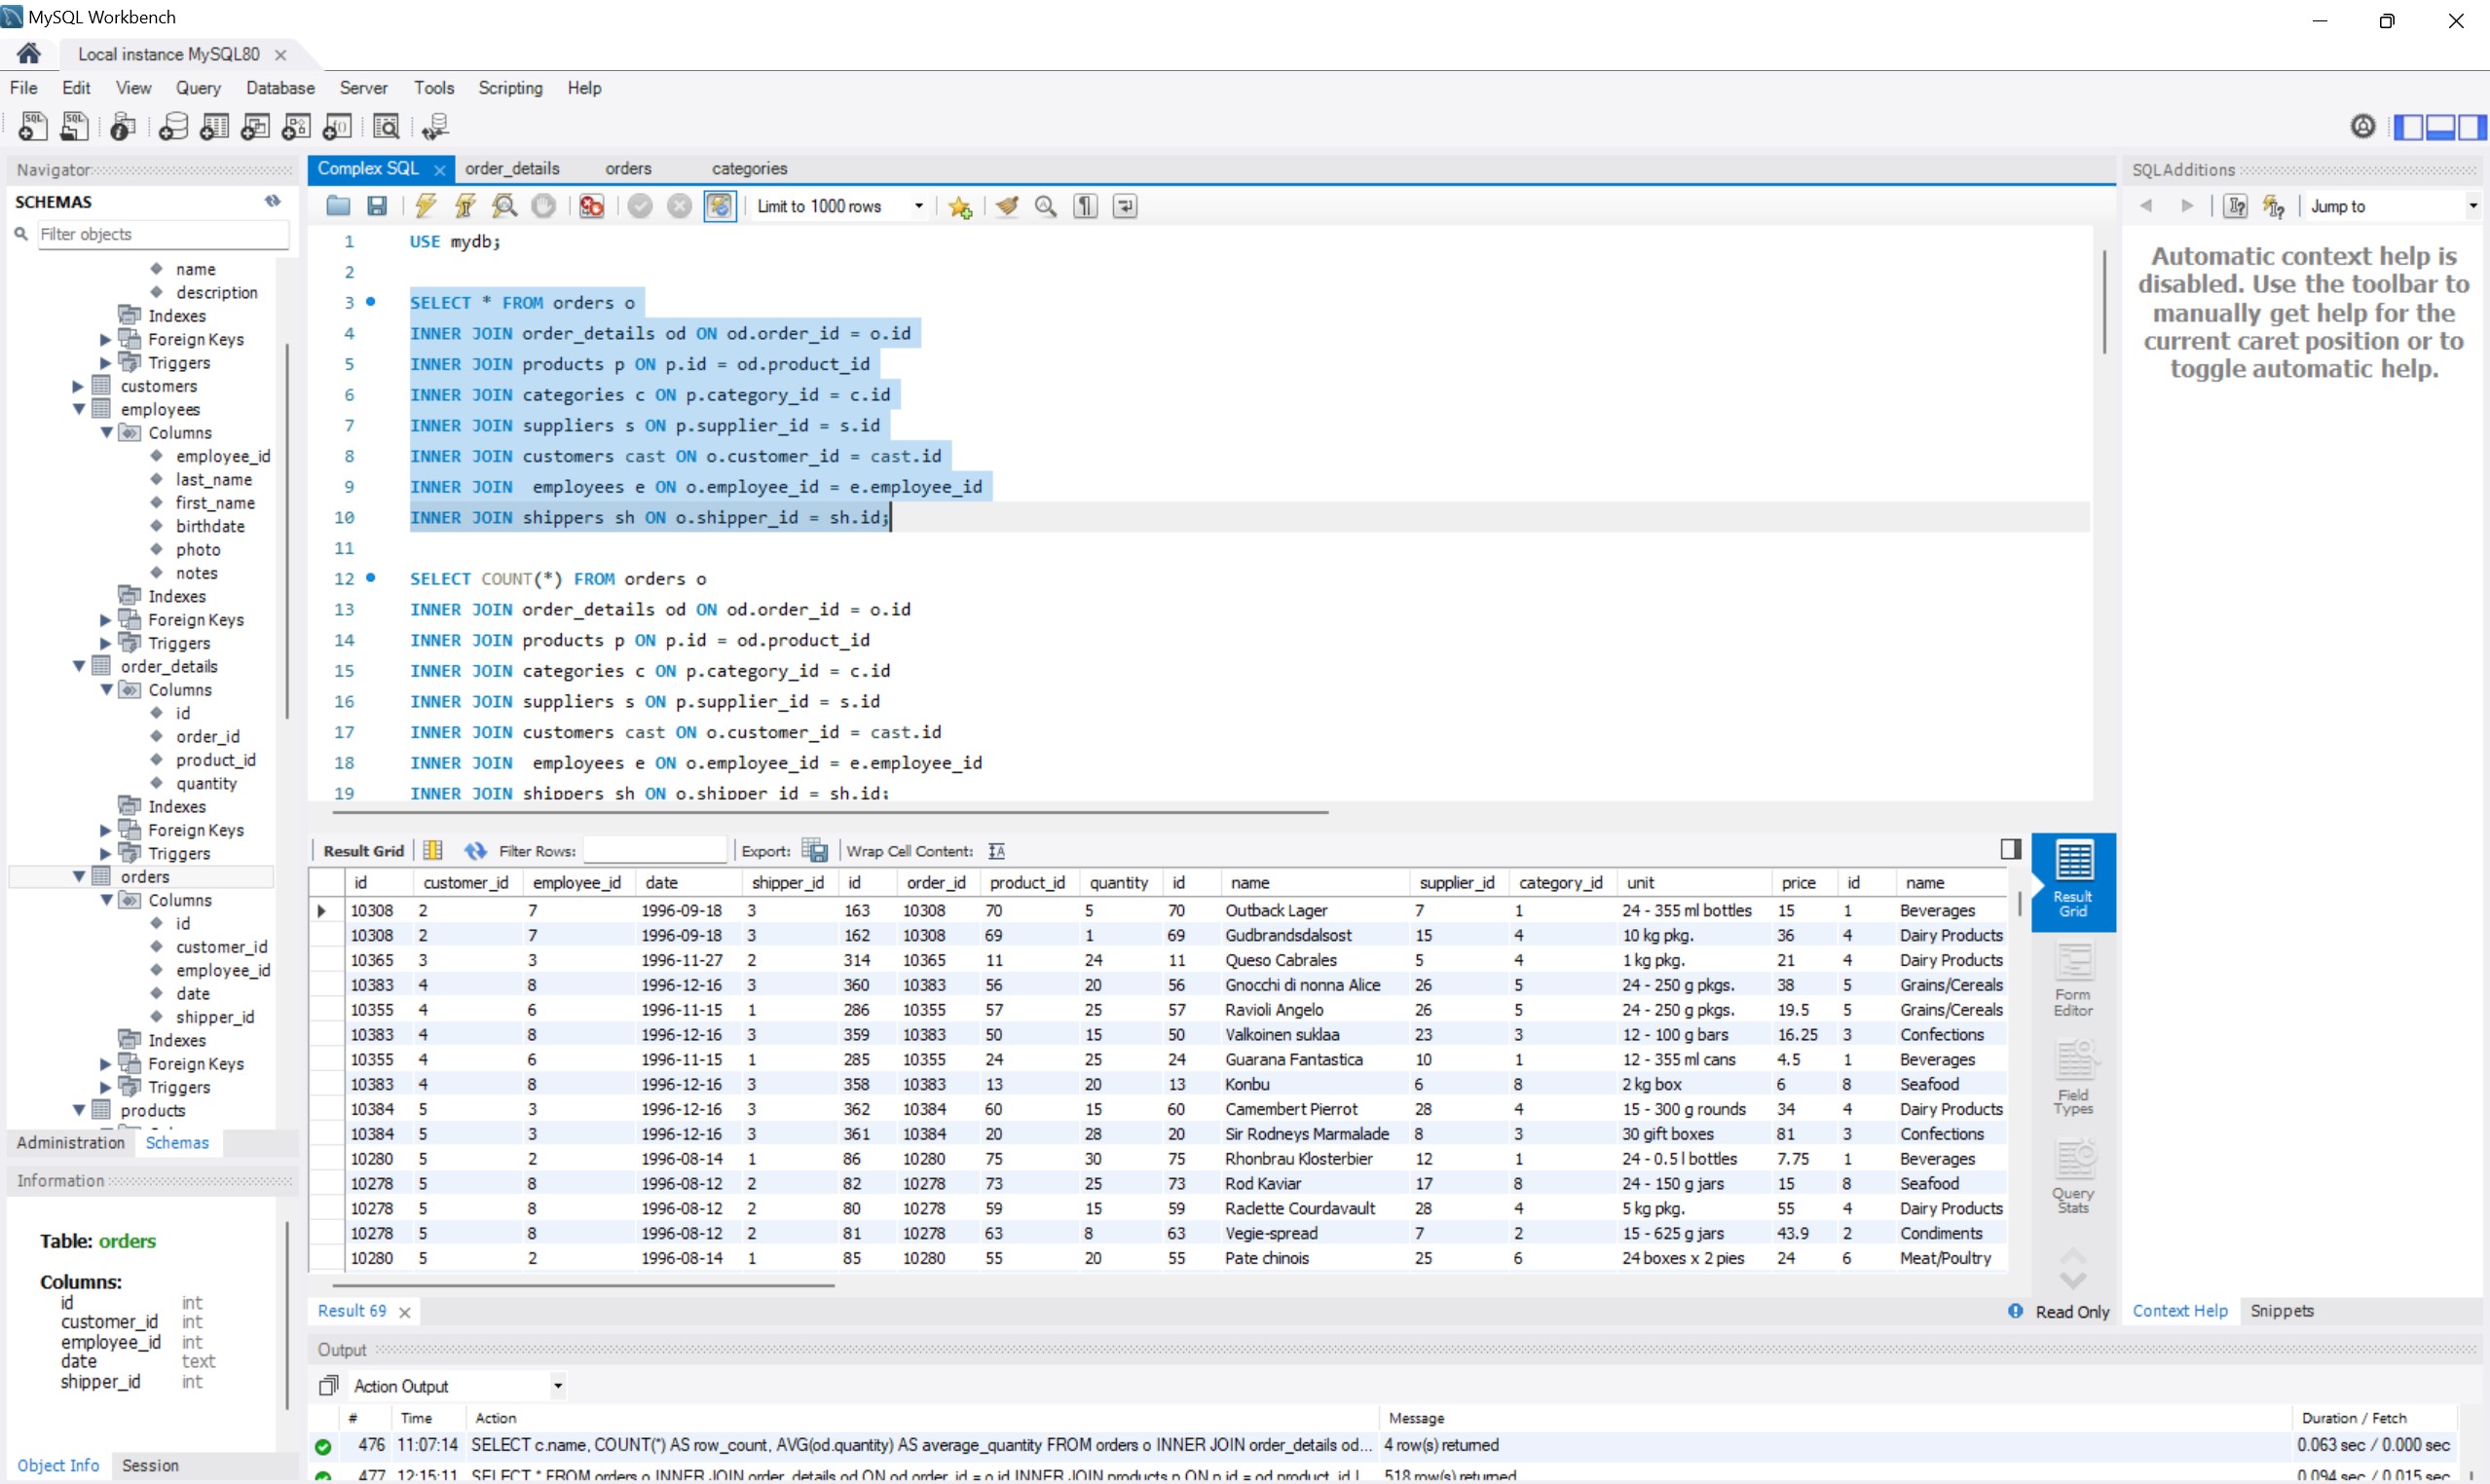 MySQL Workbench
Local instance MySQL80
File Edit View Query Database Server Tools Scripting Help
Navigator
SCHEMAS
Filter objects
name
description
Indexes
Foreign Keys
Triggers
customers
employees
Columns
employee_id
last_name
first_name
birthdate
photo
notes
Indexes
Foreign Keys
Triggers
order_details
Columns
id
order_id
product_id
quantity
Indexes
Foreign Keys
Triggers
orders
Columns
id
customer_id
employee_id
date
shipper_id
Indexes
Foreign Keys
Triggers
products
Administration Schemas
Information
Table: orders
Columns:
id int
customer_id int
employee_id int
date text
shipper_id int
Object Info Session
Complex SQL order_details orders categories
Limit to 1000 rows
1 USE mydb;
2
3 SELECT * FROM orders o
4 INNER JOIN order_details od ON od.order_id = o.id
5 INNER JOIN products p ON p.id = od.product_id
6 INNER JOIN categories c ON p.category_id = c.id
7 INNER JOIN suppliers s ON p.supplier_id = s.id
8 INNER JOIN customers cast ON o.customer_id = cast.id
9 INNER JOIN  employees e ON o.employee_id = e.employee_id
10 INNER JOIN shippers sh ON o.shipper_id = sh.id;
11
12 SELECT COUNT(*) FROM orders o
13 INNER JOIN order_details od ON od.order_id = o.id
14 INNER JOIN products p ON p.id = od.product_id
15 INNER JOIN categories c ON p.category_id = c.id
16 INNER JOIN suppliers s ON p.supplier_id = s.id
17 INNER JOIN customers cast ON o.customer_id = cast.id
18 INNER JOIN  employees e ON o.employee_id = e.employee_id
19 INNER JOIN shippers sh ON o.shipper_id = sh.id;
Result Grid Filter Rows: Export: Wrap Cell Content:
id customer_id employee_id date shipper_id id order_id product_id quantity id name supplier_id category_id unit price id name
10308 2 7 1996-09-18 3 163 10308 70 5 70 Outback Lager 7 1 24 - 355 ml bottles 15 1 Beverages
10308 2 7 1996-09-18 3 162 10308 69 1 69 Gudbrandsdalsost 15 4 10 kg pkg. 36 4 Dairy Products
10365 3 3 1996-11-27 2 314 10365 11 24 11 Queso Cabrales 5 4 1 kg pkg. 21 4 Dairy Products
10383 4 8 1996-12-16 3 360 10383 56 20 56 Gnocchi di nonna Alice 26 5 24 - 250 g pkgs. 38 5 Grains/Cereals
10355 4 6 1996-11-15 1 286 10355 57 25 57 Ravioli Angelo 26 5 24 - 250 g pkgs. 19.5 5 Grains/Cereals
10383 4 8 1996-12-16 3 359 10383 50 15 50 Valkoinen suklaa 23 3 12 - 100 g bars 16.25 3 Confections
10355 4 6 1996-11-15 1 285 10355 24 25 24 Guarana Fantastica 10 1 12 - 355 ml cans 4.5 1 Beverages
10383 4 8 1996-12-16 3 358 10383 13 20 13 Konbu 6 8 2 kg box 6 8 Seafood
10384 5 3 1996-12-16 3 362 10384 60 15 60 Camembert Pierrot 28 4 15 - 300 g rounds 34 4 Dairy Products
10384 5 3 1996-12-16 3 361 10384 20 28 20 Sir Rodneys Marmalade 8 3 30 gift boxes 81 3 Confections
10280 5 2 1996-08-14 1 86 10280 75 30 75 Rhonbrau Klosterbier 12 1 24 - 0.5 l bottles 7.75 1 Beverages
10278 5 8 1996-08-12 2 82 10278 73 25 73 Rod Kaviar 17 8 24 - 150 g jars 15 8 Seafood
10278 5 8 1996-08-12 2 80 10278 59 15 59 Raclette Courdavault 28 4 5 kg pkg. 55 4 Dairy Products
10278 5 8 1996-08-12 2 81 10278 63 8 63 Vegie-spread 7 2 15 - 625 g jars 43.9 2 Condiments
10280 5 2 1996-08-14 1 85 10280 55 20 55 Pate chinois 25 6 24 boxes x 2 pies 24 6 Meat/Poultry
Result Grid
Form Editor
Field Types
Query Stats
Result 69
Read Only
Output
Action Output
# Time Action Message Duration / Fetch
476 11:07:14 SELECT c.name, COUNT(*) AS row_count, AVG(od.quantity) AS average_quantity FROM orders o INNER JOIN order_details od... 4 row(s) returned 0.063 sec / 0.000 sec
477 12:15:11 SELECT * FROM orders o INNER JOIN order_details od ON od.order_id = o.id INNER JOIN products p ON p.id = od.product_id I... 518 row(s) returned 0.094 sec / 0.015 sec
SQLAdditions
Jump to
Automatic context help is
disabled. Use the toolbar to
manually get help for the
current caret position or to
toggle automatic help.
Context Help Snippets